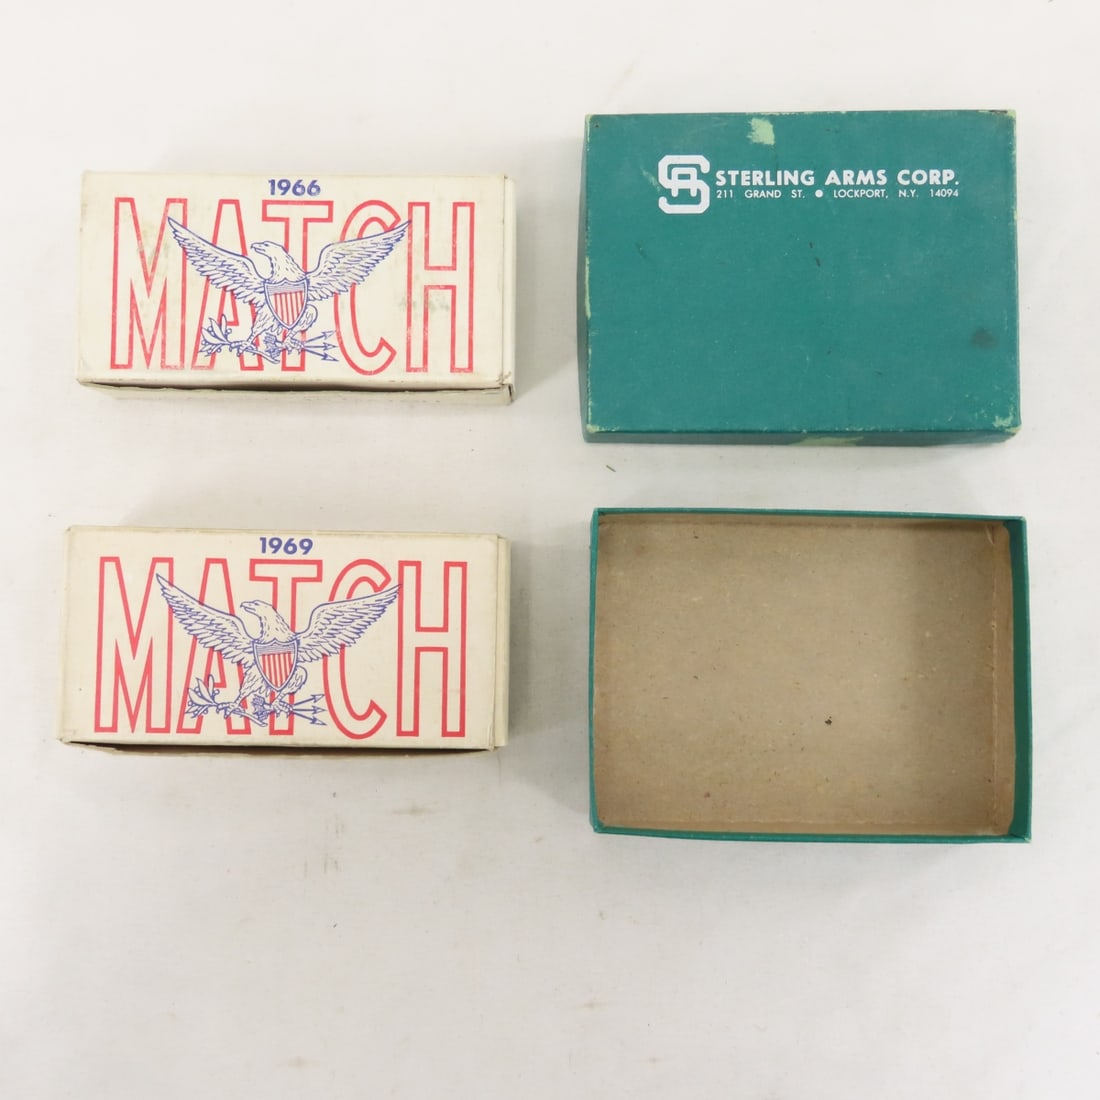 1966
MATCH
SA STERLING ARMS CORP.
211 GRAND ST. ● LOCKPORT, N.Y. 14094
1969
MATCH